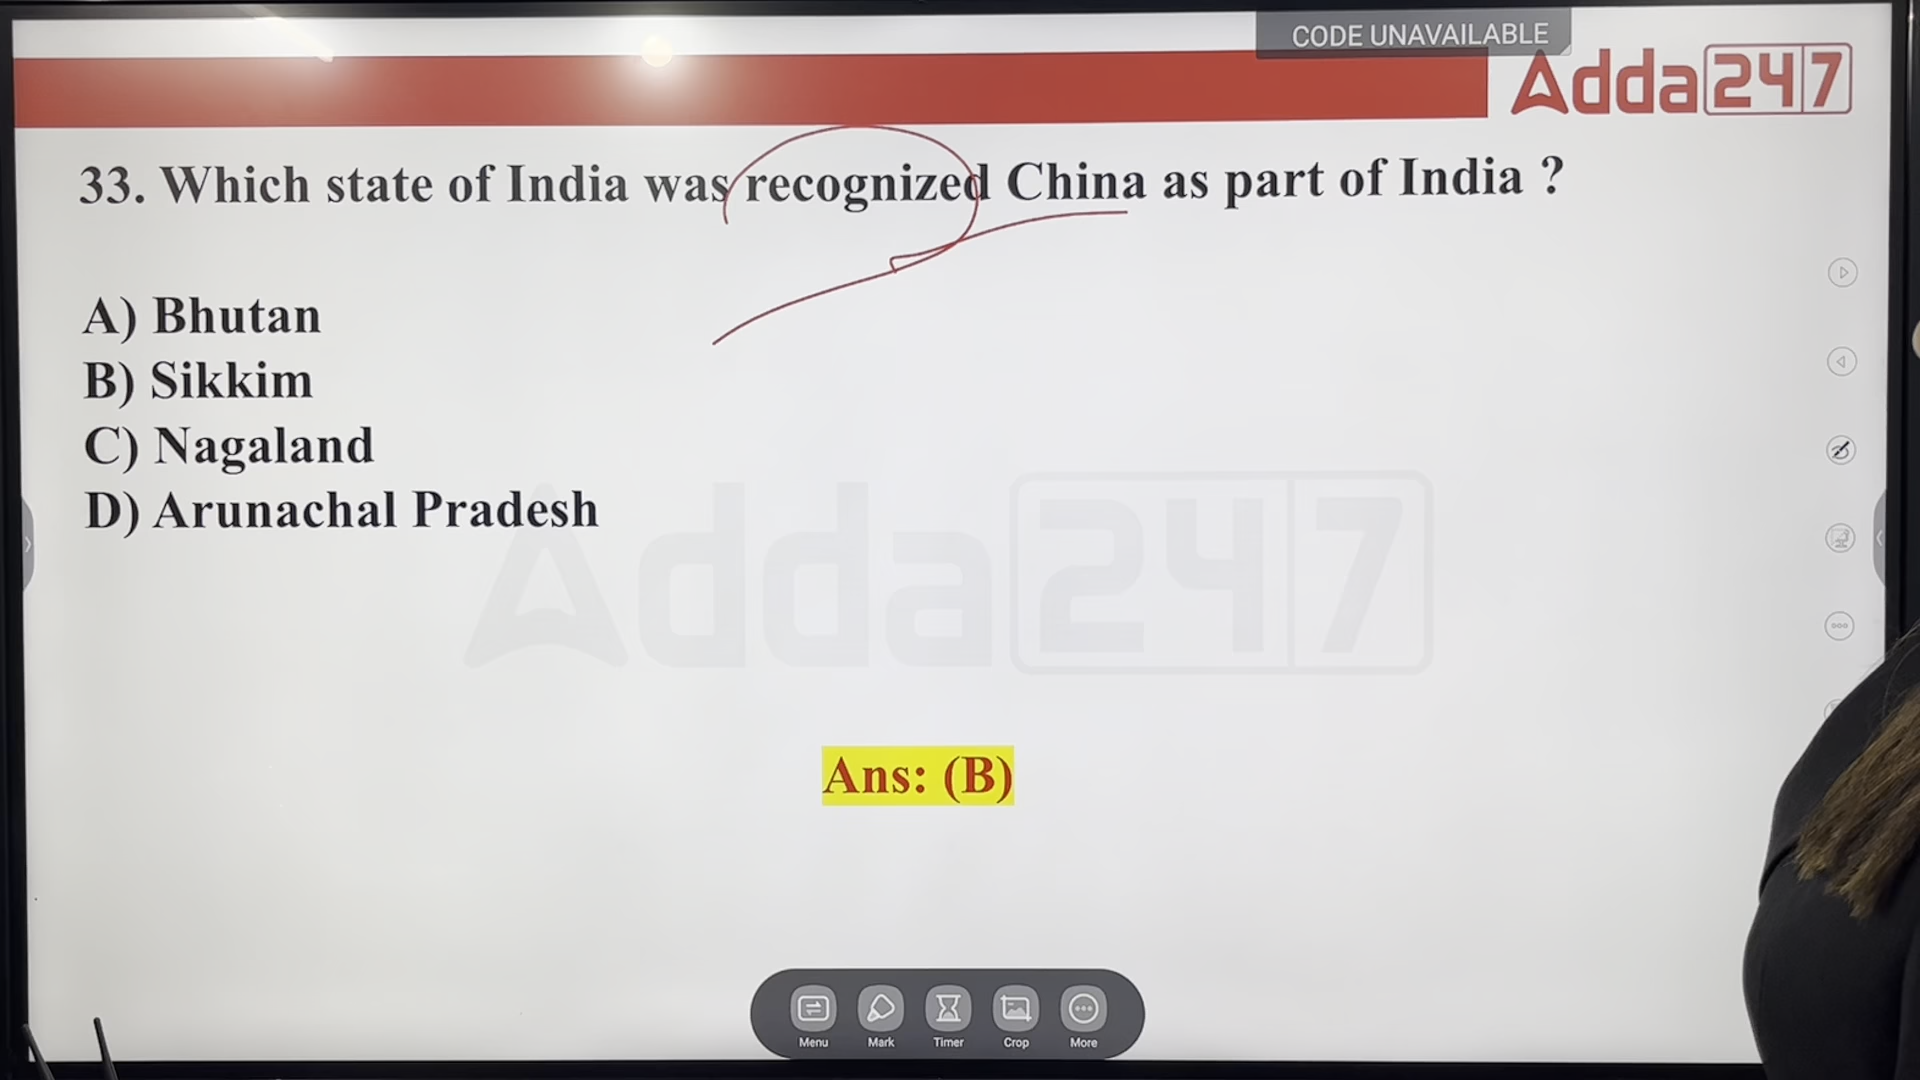 CODE UNAVAILABLE
Adda247
33. Which state of India was recognized China as part of India ?
A) Bhutan
B) Sikkim
C) Nagaland
D) Arunachal Pradesh
Adda247
Ans: (B)
Menu Mark Timer Crop More